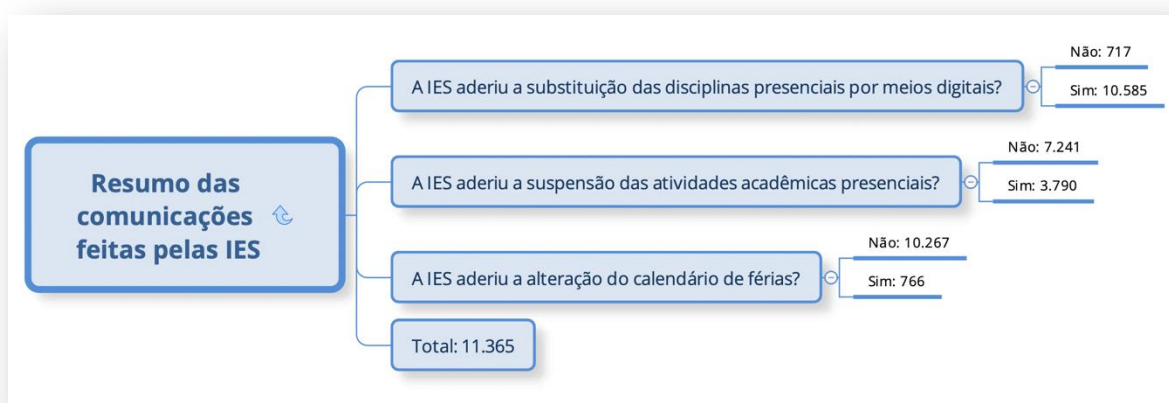 Resumo das
comunicações
feitas pelas IES
A IES aderiu a substituição das disciplinas presenciais por meios digitais?
Não: 717
Sim: 10.585
A IES aderiu a suspensão das atividades acadêmicas presenciais?
Não: 7.241
Sim: 3.790
A IES aderiu a alteração do calendário de férias?
Não: 10.267
Sim: 766
Total: 11.365